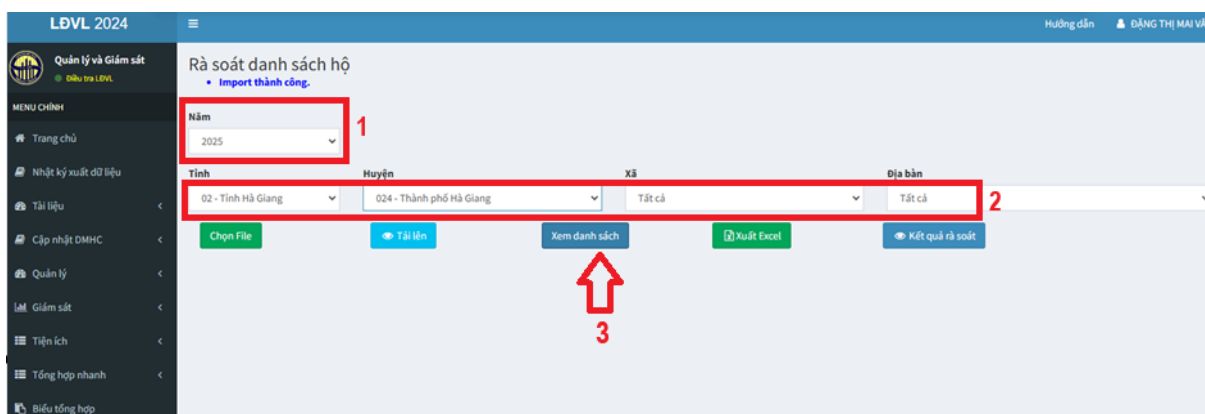 LĐVL 2024
Hướng dẫn ĐẶNG THỊ MAI VÂ
Quản lý và Giám sát
Điều tra LĐVL
MENU CHÍNH
Trang chủ
Nhật ký xuất dữ liệu
Tài liệu
Cập nhật DMHC
Quản lý
Giám sát
Tiện ích
Tổng hợp nhanh
Biểu tổng hợp
Rà soát danh sách hộ
Import thành công.
Năm
2025
1
Tỉnh Huyện Xã Địa bàn
02 - Tỉnh Hà Giang 024 - Thành phố Hà Giang Tất cả Tất cả 2
Chọn File Tải lên Xem danh sách Xuất Excel Kết quả rà soát
3